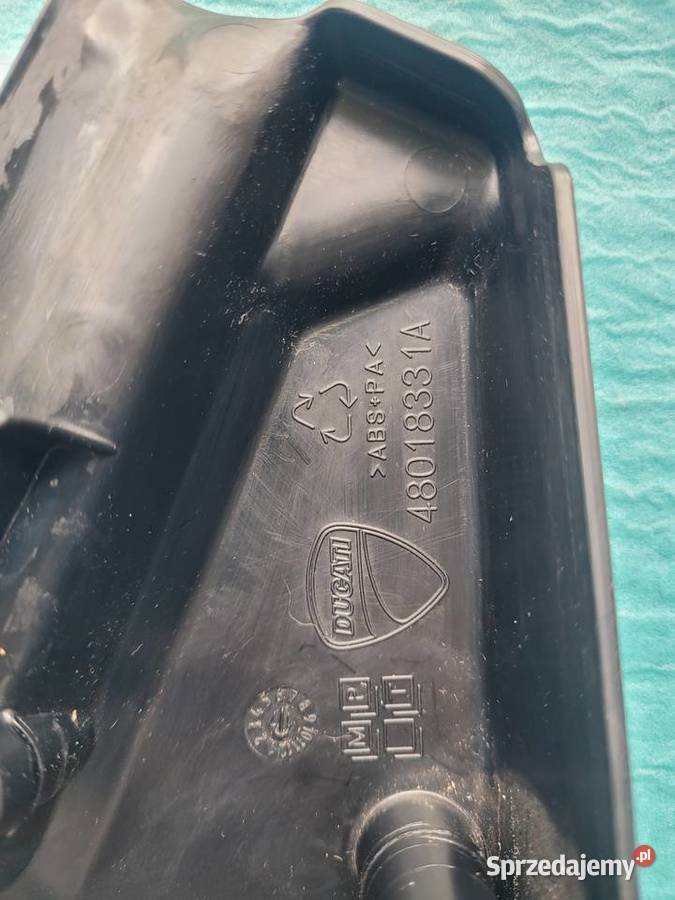 >ABS+PA<
48018331A
DUCATI
Sprzedajemy.pl